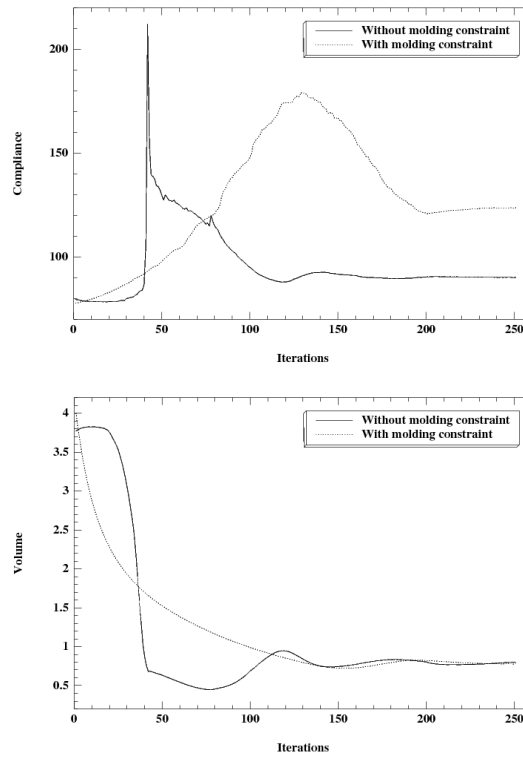 Without molding constraint
With molding constraint
200
150
100
Compliance
0
50
100
150
200
250
Iterations
Without molding constraint
With molding constraint
4
3.5
3
2.5
2
1.5
1
0.5
Volume
0
50
100
150
200
250
Iterations